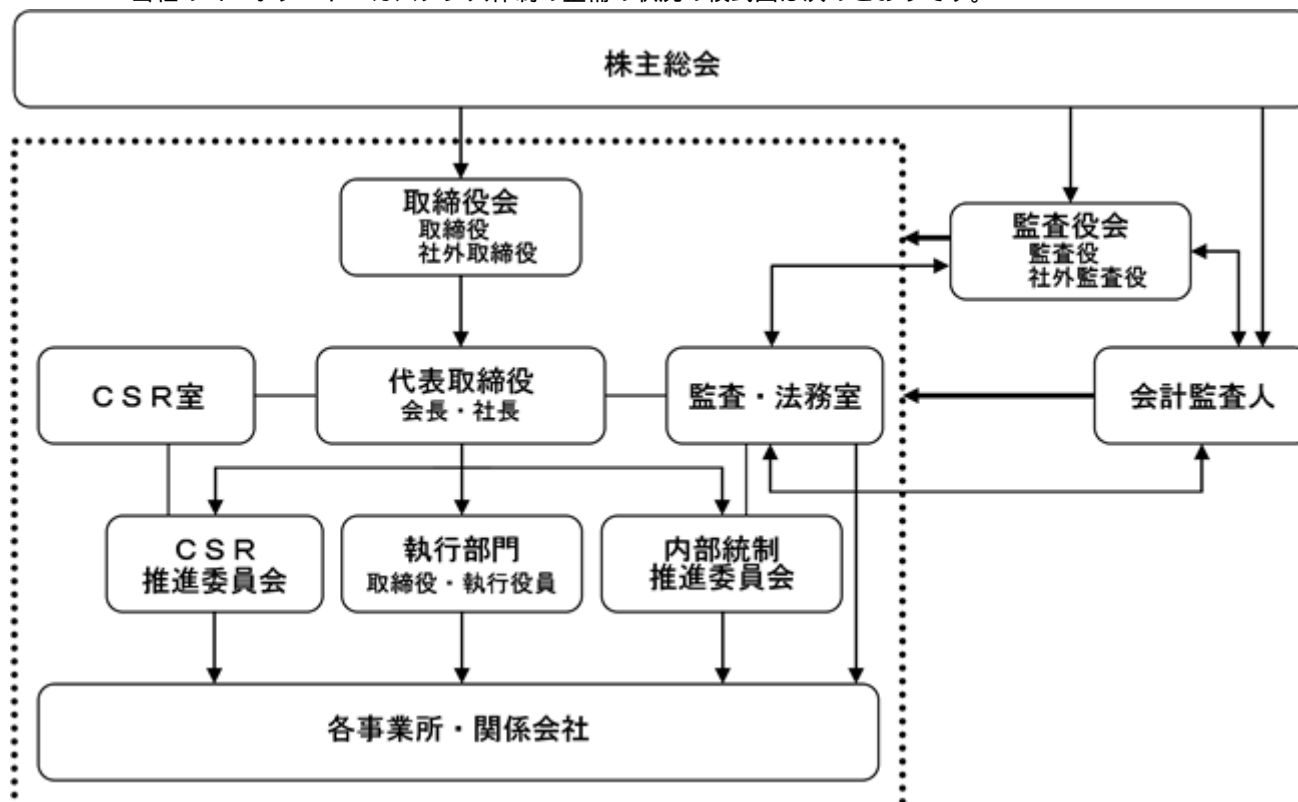 株主総会
取締役会
取締役
社外取締役
監査役会
監査役
社外監査役
ＣＳＲ室
代表取締役
会長・社長
監査・法務室
会計監査人
ＣＳＲ
推進委員会
執行部門
取締役・執行役員
内部統制
推進委員会
各事業所・関係会社